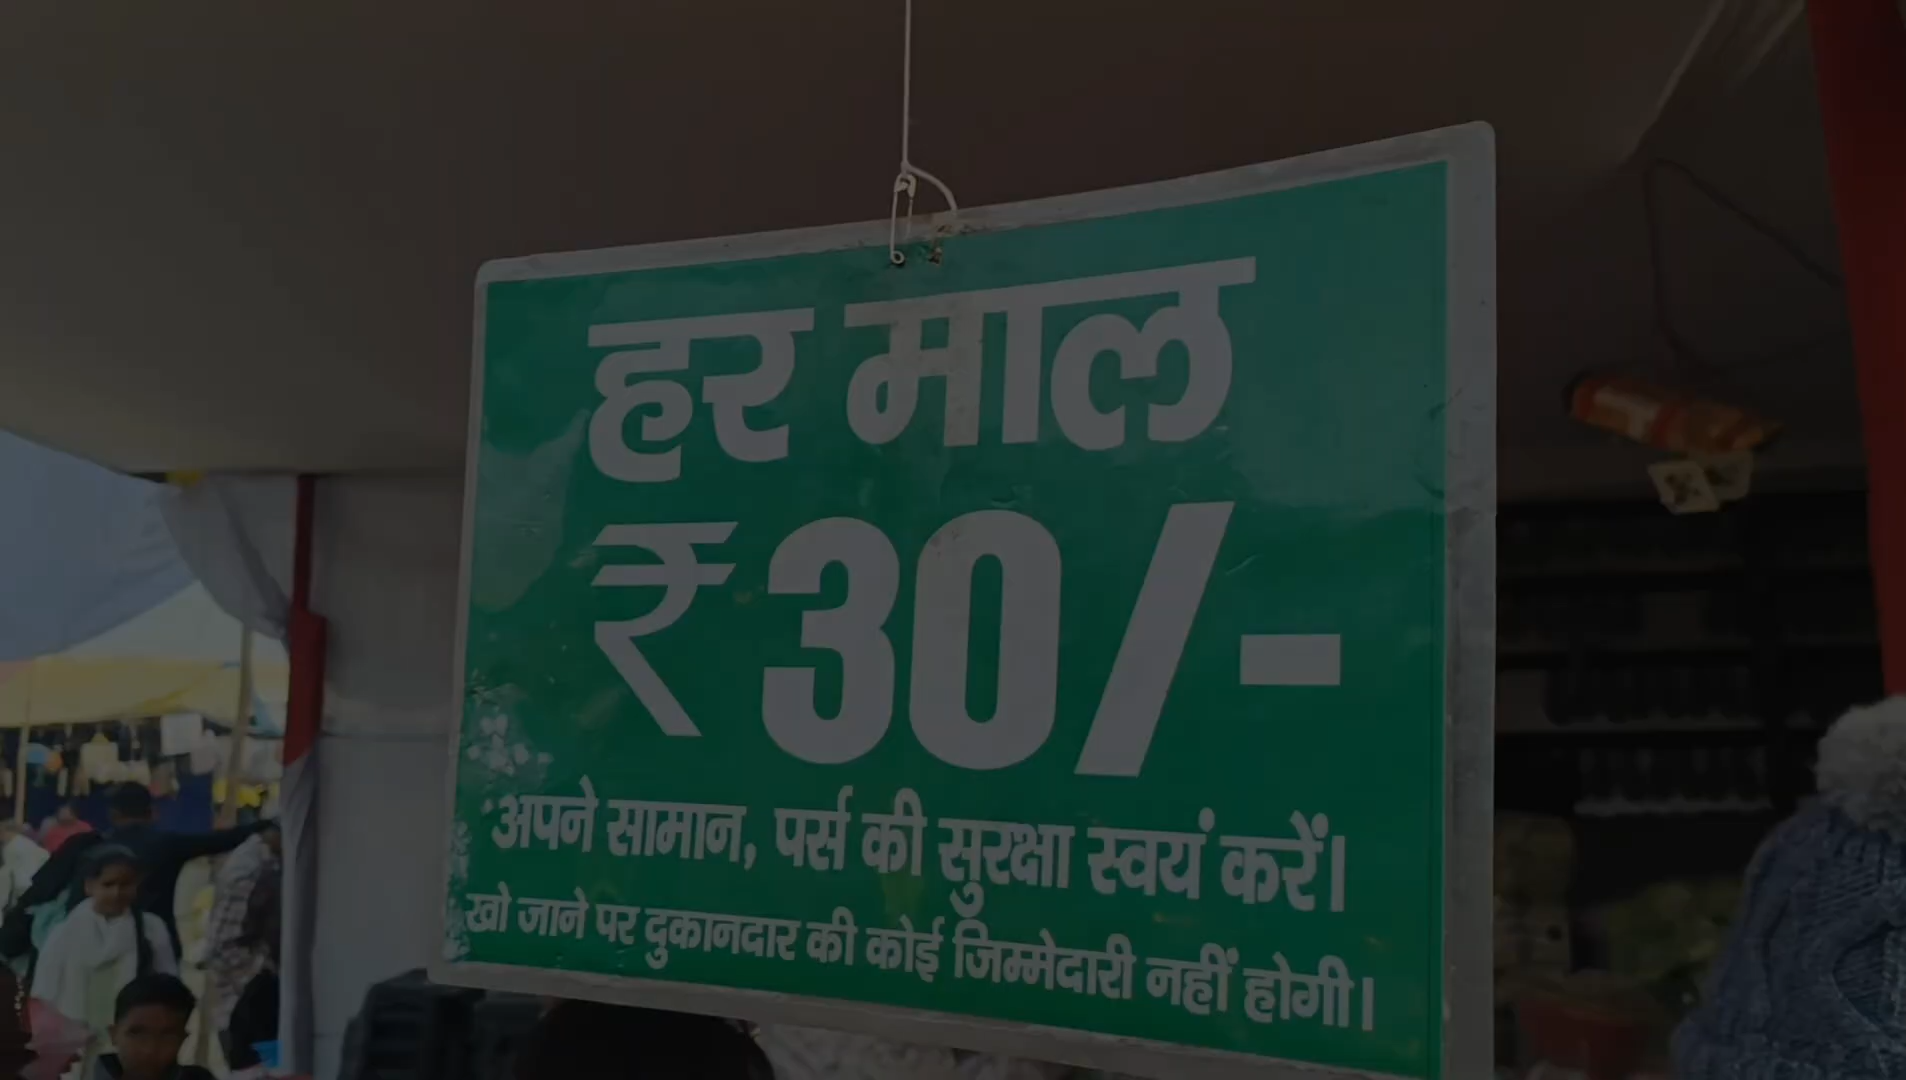 हर माल
₹30/-
अपने सामान, पर्स की सुरक्षा स्वयं करें।
खो जाने पर दुकानदार की कोई जिम्मेदारी नहीं होगी।